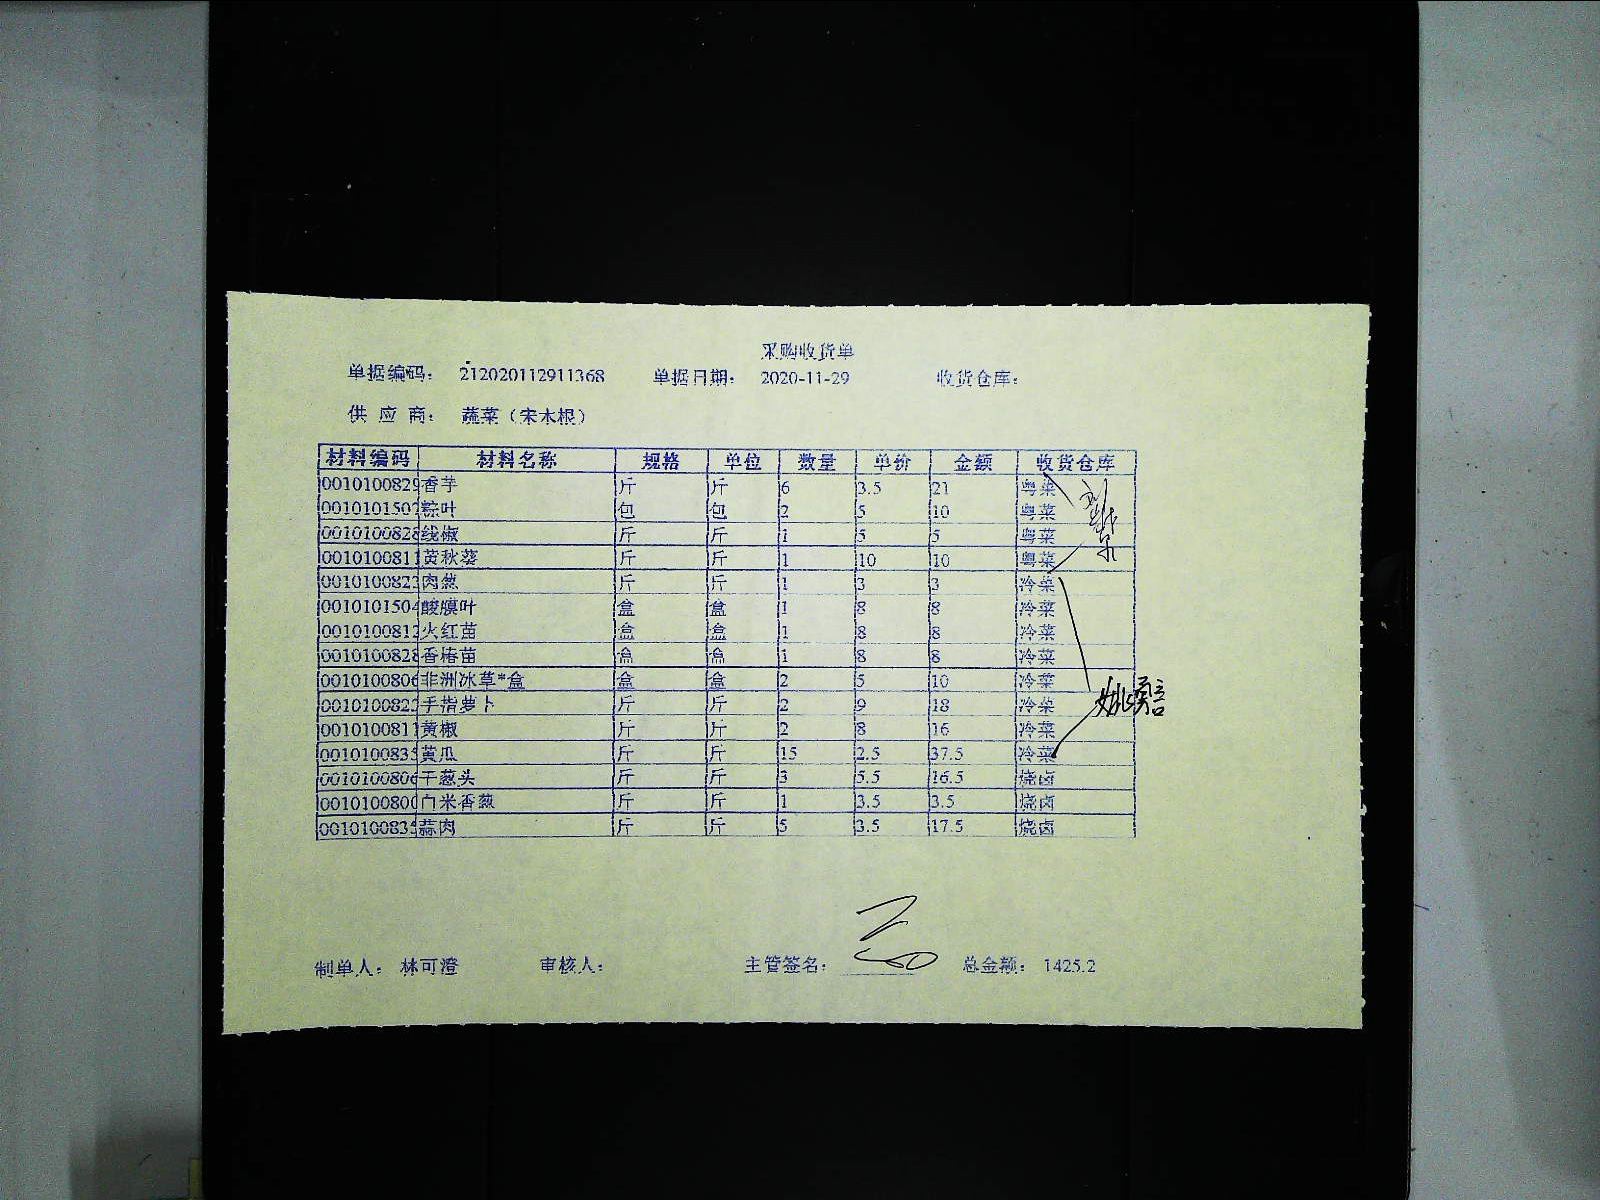 采购收货单
单据编码： 212020112911368 单据日期： 2020-11-29 收货仓库：
供应商： 蔬菜（宋木根）
材料编码 材料名称 规格 单位 数量 单价 金额 收货仓库
0010100829 香芋 斤 斤 6 3.5 21 粤菜
001010150 粽叶 包 包 2 5 10 粤菜
0010100828 线椒 斤 斤 1 5 5 粤菜
001010081 黄秋葵 斤 斤 1 10 10 粤菜
001010082 肉葱 斤 斤 1 3 3 冷菜
0010101504 酸膜叶 盒 盒 1 8 8 冷菜
001010081 火红苗 盒 盒 1 8 8 冷菜
001010082 香椿苗 盒 盒 1 8 8 冷菜
0010100806 非洲冰草*盒 盒 盒 2 5 10 冷菜
001010082 手指萝卜 斤 斤 2 9 18 冷菜
001010081 黄椒 斤 斤 2 8 16 冷菜
001010083 黄瓜 斤 斤 15 2.5 37.5 冷菜
0010100806 干葱头 斤 斤 3 5.5 16.5 烧卤
001010080 白米香葱 斤 斤 1 3.5 3.5 烧卤
001010083 蒜肉 斤 斤 5 3.5 17.5 烧卤
制单人： 林可澄 审核人： 主管签名： 总金额： 1425.2